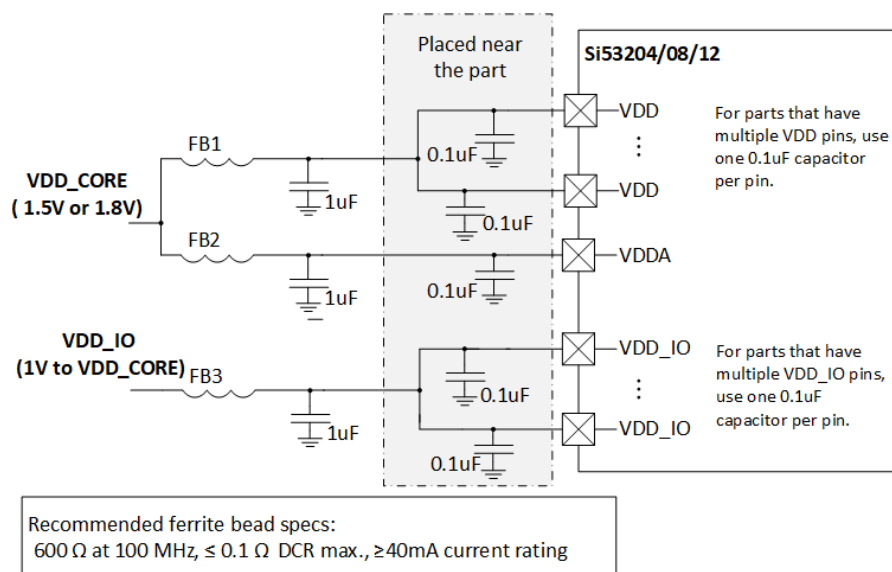 Placed near
the part
Si53204/08/12
VDD
For parts that have
multiple VDD pins, use
one 0.1uF capacitor
per pin.
0.1uF
FB1
VDD_CORE
( 1.5V or 1.8V)
1uF
VDD
0.1uF
FB2
VDDA
1uF
0.1uF
VDD_IO
(1V to VDD_CORE)
FB3
VDD_IO
For parts that have
multiple VDD_IO pins,
use one 0.1uF
capacitor per pin.
0.1uF
1uF
VDD_IO
0.1uF
Recommended ferrite bead specs:
600 Ω at 100 MHz, ≤ 0.1 Ω DCR max., ≥40mA current rating